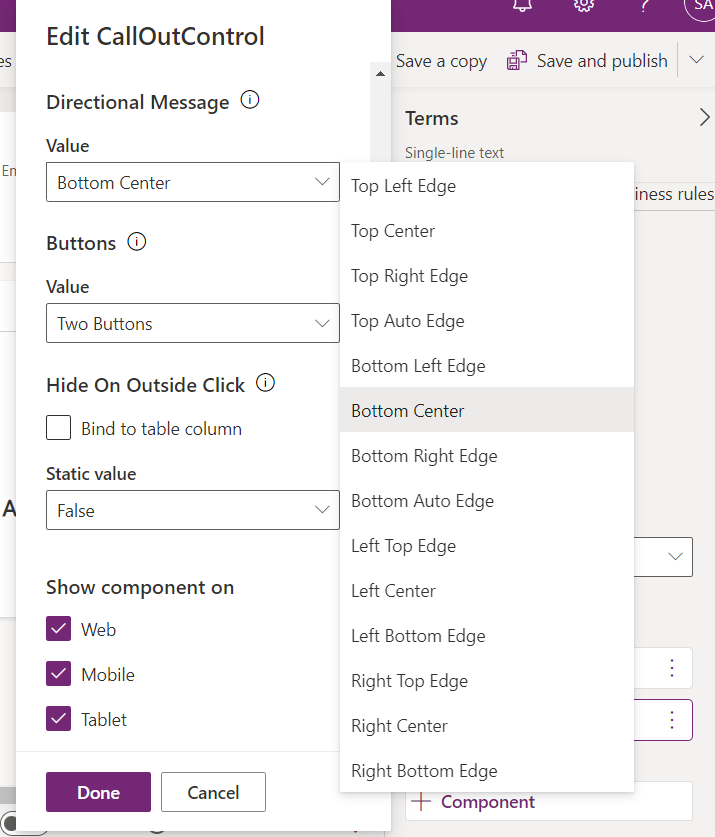 SA
Edit CallOutControl
es
Save a copy
Save and publish
Directional Message
Terms
Single-line text
Value
En
Bottom Center
iness rules
Buttons
Value
Two Buttons
Hide On Outside Click
Bind to table column
Static value
A
False
Show component on
Web
Mobile
Tablet
Done
Cancel
Top Left Edge
Top Center
Top Right Edge
Top Auto Edge
Bottom Left Edge
Bottom Center
Bottom Right Edge
Bottom Auto Edge
Left Top Edge
Left Center
Left Bottom Edge
Right Top Edge
Right Center
Right Bottom Edge
Component